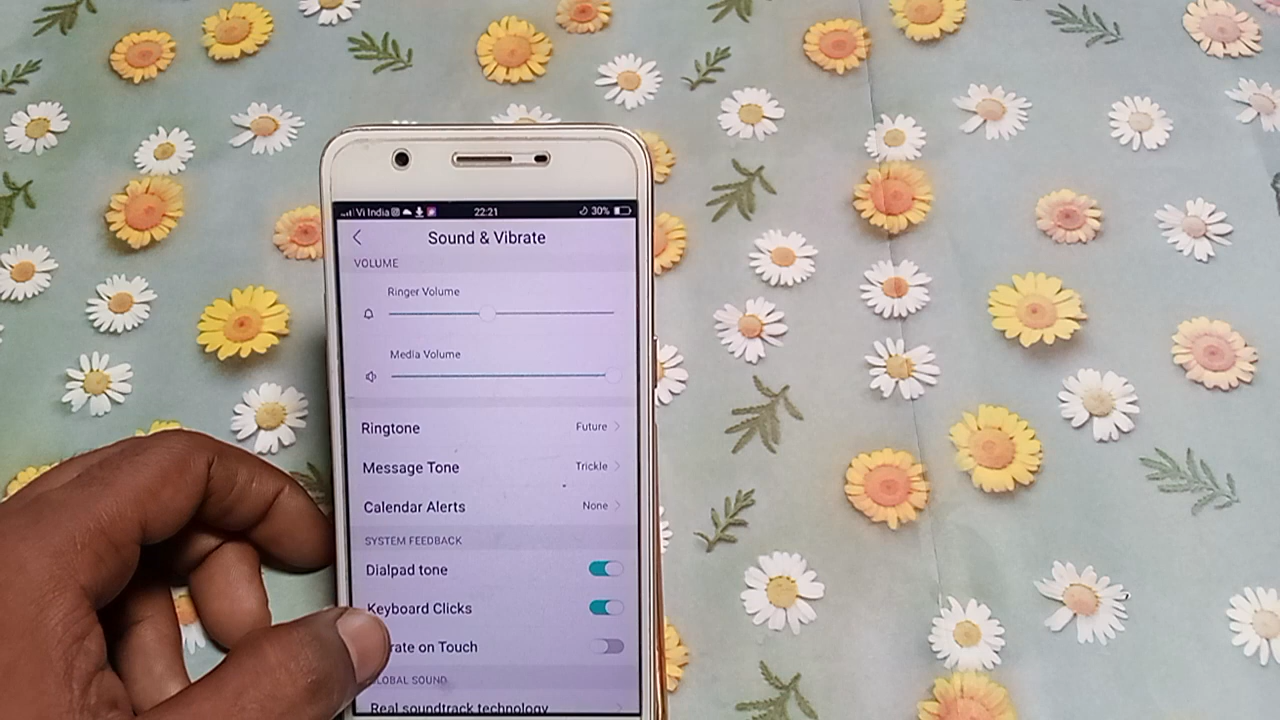 Vi India 22:21 30%
Sound & Vibrate
VOLUME
Ringer Volume
Media Volume
Ringtone Future
Message Tone Trickle
Calendar Alerts None
SYSTEM FEEDBACK
Dialpad tone
Keyboard Clicks
rate on Touch
LOBAL SOUND
Real soundtrack technology